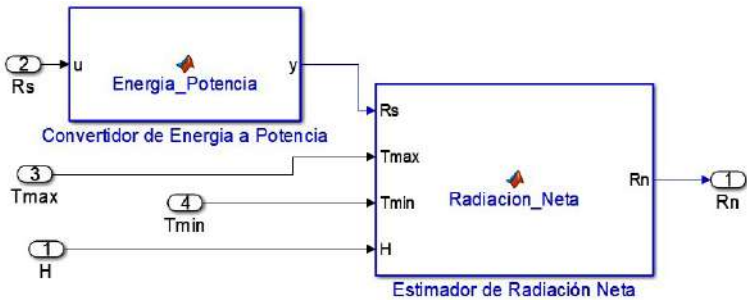 2
Rs
u
Energia_Potencia
y
Convertidor de Energia a Potencia
3
Tmax
4
Tmin
1
H
Rs
Tmax
Tmin
H
Radiacion_Neta
Rn
Estimador de Radiación Neta
1
Rn